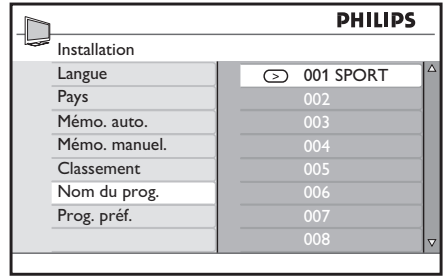 PHILIPS
Installation
Langue
Pays
Mémo. auto.
Mémo. manuel.
Classement
Nom du prog.
Prog. préf.
001 SPORT
002
003
004
005
006
007
008